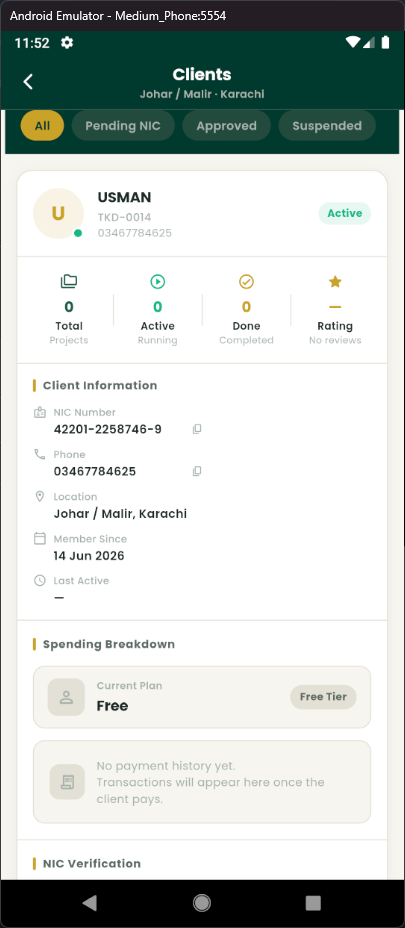 Android Emulator - Medium_Phone:5554
11:52
Clients
Johar / Malir · Karachi
All
Pending NIC
Approved
Suspended
U
USMAN
TKD-0014
03467784625
Active
0
0
0
—
Total
Active
Done
Rating
Projects
Running
Completed
No reviews
Client Information
NIC Number
42201-2258746-9
Phone
03467784625
Location
Johar / Malir, Karachi
Member Since
14 Jun 2026
Last Active
—
Spending Breakdown
Current Plan
Free
Free Tier
No payment history yet.
Transactions will appear here once the
client pays.
NIC Verification